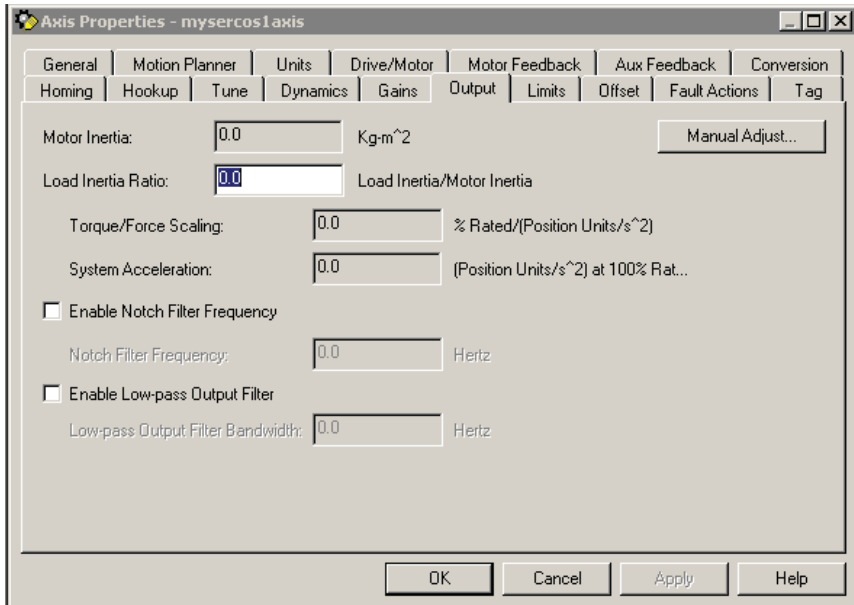 Axis Properties - mysercos1axis
General Motion Planner Units Drive/Motor Motor Feedback Aux Feedback Conversion
Homing Hookup Tune Dynamics Gains Output Limits Offset Fault Actions Tag
Motor Inertia: 0.0 Kg-m^2 Manual Adjust...
Load Inertia Ratio: 0.0 Load Inertia/Motor Inertia
Torque/Force Scaling: 0.0 % Rated/(Position Units/s^2)
System Acceleration: 0.0 (Position Units/s^2) at 100% Rat...
Enable Notch Filter Frequency
Notch Filter Frequency: 0.0 Hertz
Enable Low-pass Output Filter
Low-pass Output Filter Bandwidth: 0.0 Hertz
OK Cancel Apply Help